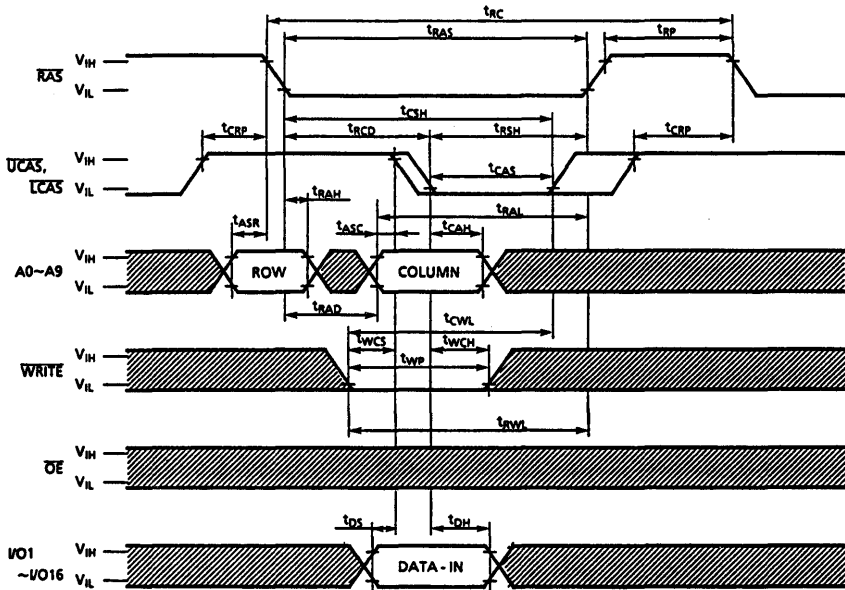 tRC
tRAS
tRP
RAS
VIH
VIL
tCSH
tCRP
tRCD
tRSH
tCRP
UCAS,
LCAS
VIH
VIL
tCAS
tRAH
tASR
tASC
tRAL
tCAH
A0~A9
VIH
VIL
ROW
COLUMN
tRAD
tCWL
tWCS
tWCH
tWP
WRITE
VIH
VIL
tRWL
OE
VIH
VIL
tDS
tDH
I/O1
~I/O16
VIH
VIL
DATA - IN